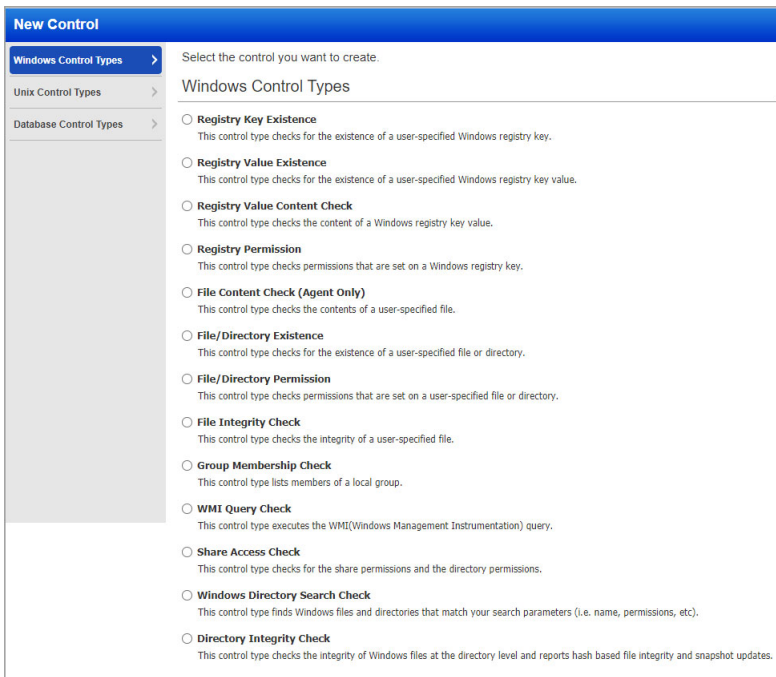 New Control
Windows Control Types
Unix Control Types
Database Control Types
Select the control you want to create.
Windows Control Types
Registry Key Existence
This control type checks for the existence of a user-specified Windows registry key.
Registry Value Existence
This control type checks for the existence of a user-specified Windows registry key value.
Registry Value Content Check
This control type checks the content of a Windows registry key value.
Registry Permission
This control type checks permissions that are set on a Windows registry key.
File Content Check (Agent Only)
This control type checks the contents of a user-specified file.
File/Directory Existence
This control type checks for the existence of a user-specified file or directory.
File/Directory Permission
This control type checks permissions that are set on a user-specified file or directory.
File Integrity Check
This control type checks the integrity of a user-specified file.
Group Membership Check
This control type lists members of a local group.
WMI Query Check
This control type executes the WMI(Windows Management Instrumentation) query.
Share Access Check
This control type checks for the share permissions and the directory permissions.
Windows Directory Search Check
This control type finds Windows files and directories that match your search parameters (i.e. name, permissions, etc).
Directory Integrity Check
This control type checks the integrity of Windows files at the directory level and reports hash based file integrity and snapshot updates.